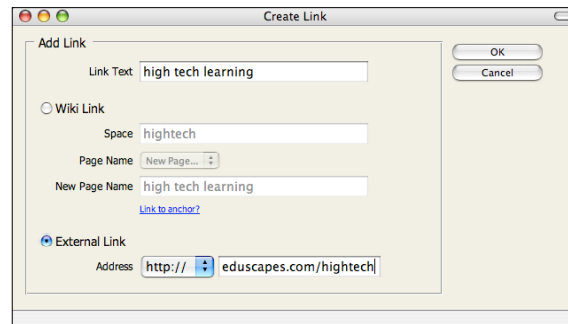 Create Link
Add Link
OK
Link Text high tech learning
Cancel
Wiki Link
Space hightech
Page Name New Page...
New Page Name high tech learning
Link to anchor?
External Link
Address http:// eduscapes.com/hightech